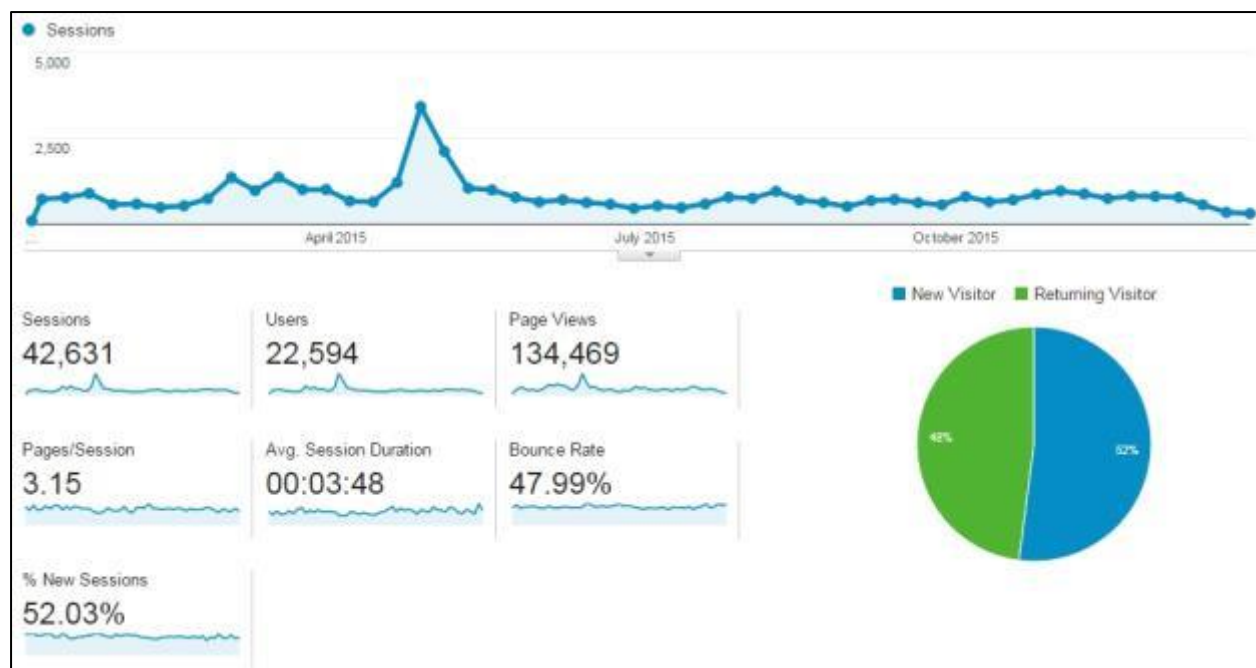 Sessions
5,000
2,500
...
April 2015
July 2015
October 2015
New Visitor Returning Visitor
Sessions
42,631
Users
22,594
Page Views
134,469
Pages/Session
3.15
Avg. Session Duration
00:03:48
Bounce Rate
47.99%
% New Sessions
52.03%
48%
52%